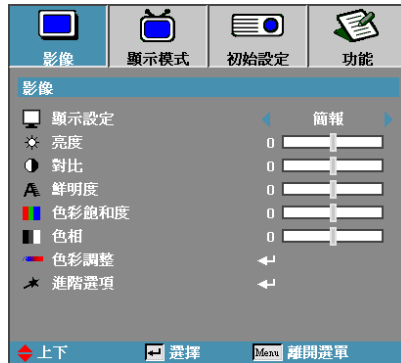 影像 顯示模式 初始設定 功能
影像
顯示設定 簡報
亮度 0
對比 0
鮮明度 0
色彩飽和度 0
色相 0
色彩調整
進階選項
上下 選擇 Menu 離開選單